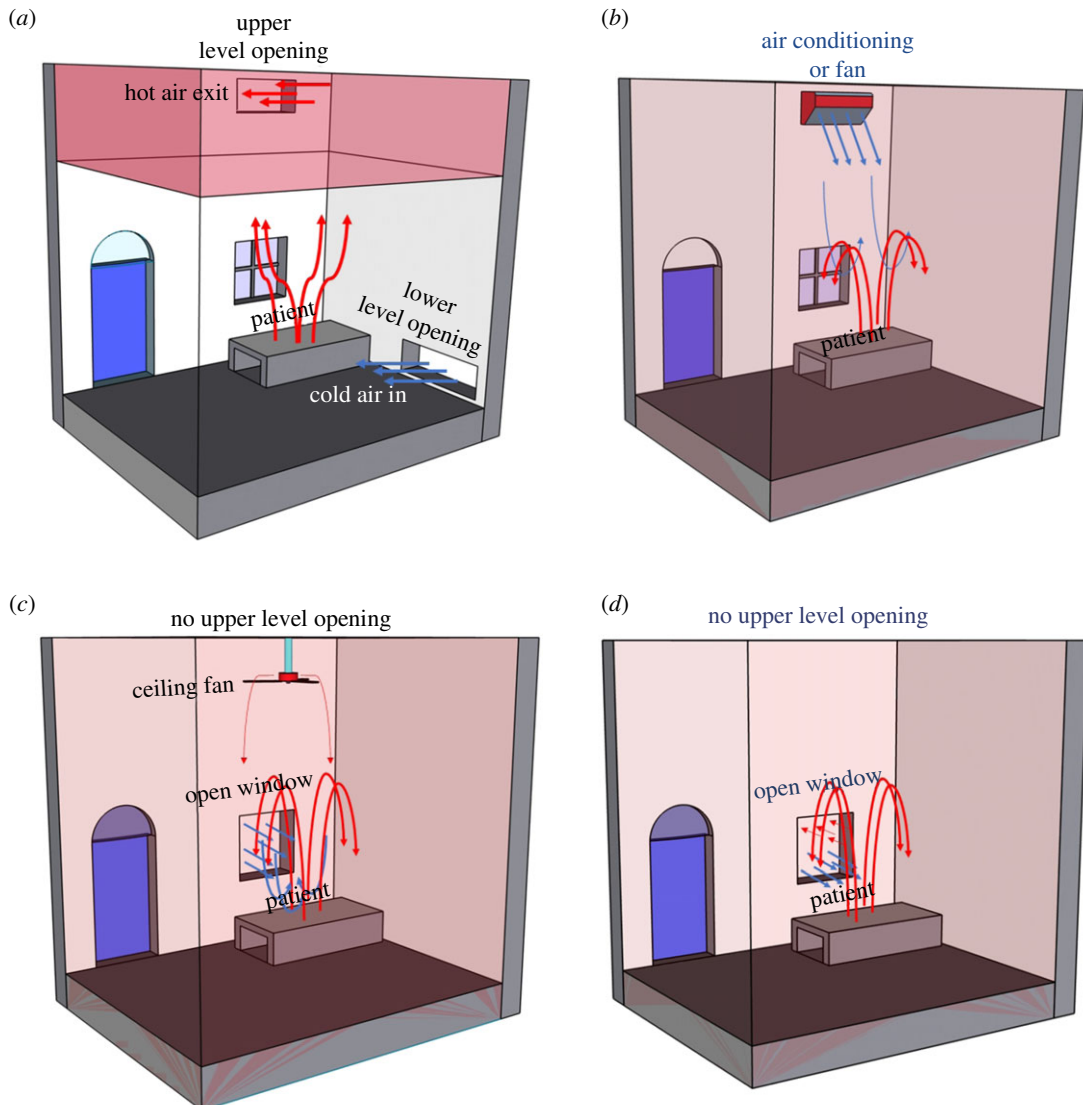 (a)
upper
level opening
hot air exit
patient
lower
level opening
cold air in
(b)
air conditioning
or fan
patient
(c)
no upper level opening
ceiling fan
open window
patient
(d)
no upper level opening
open window
patient